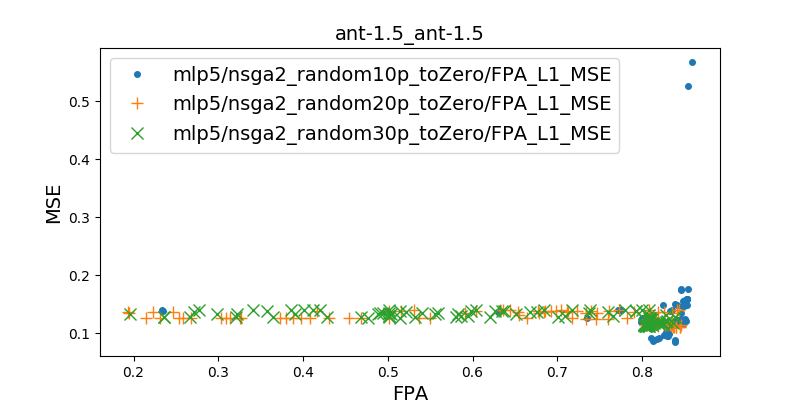 ant-1.5_ant-1.5
mlp5/nsga2_random10p_toZero/FPA_L1_MSE
mlp5/nsga2_random20p_toZero/FPA_L1_MSE
mlp5/nsga2_random30p_toZero/FPA_L1_MSE
MSE
0.5
0.4
0.3
0.2
0.1
0.2 0.3 0.4 0.5 0.6 0.7 0.8
FPA